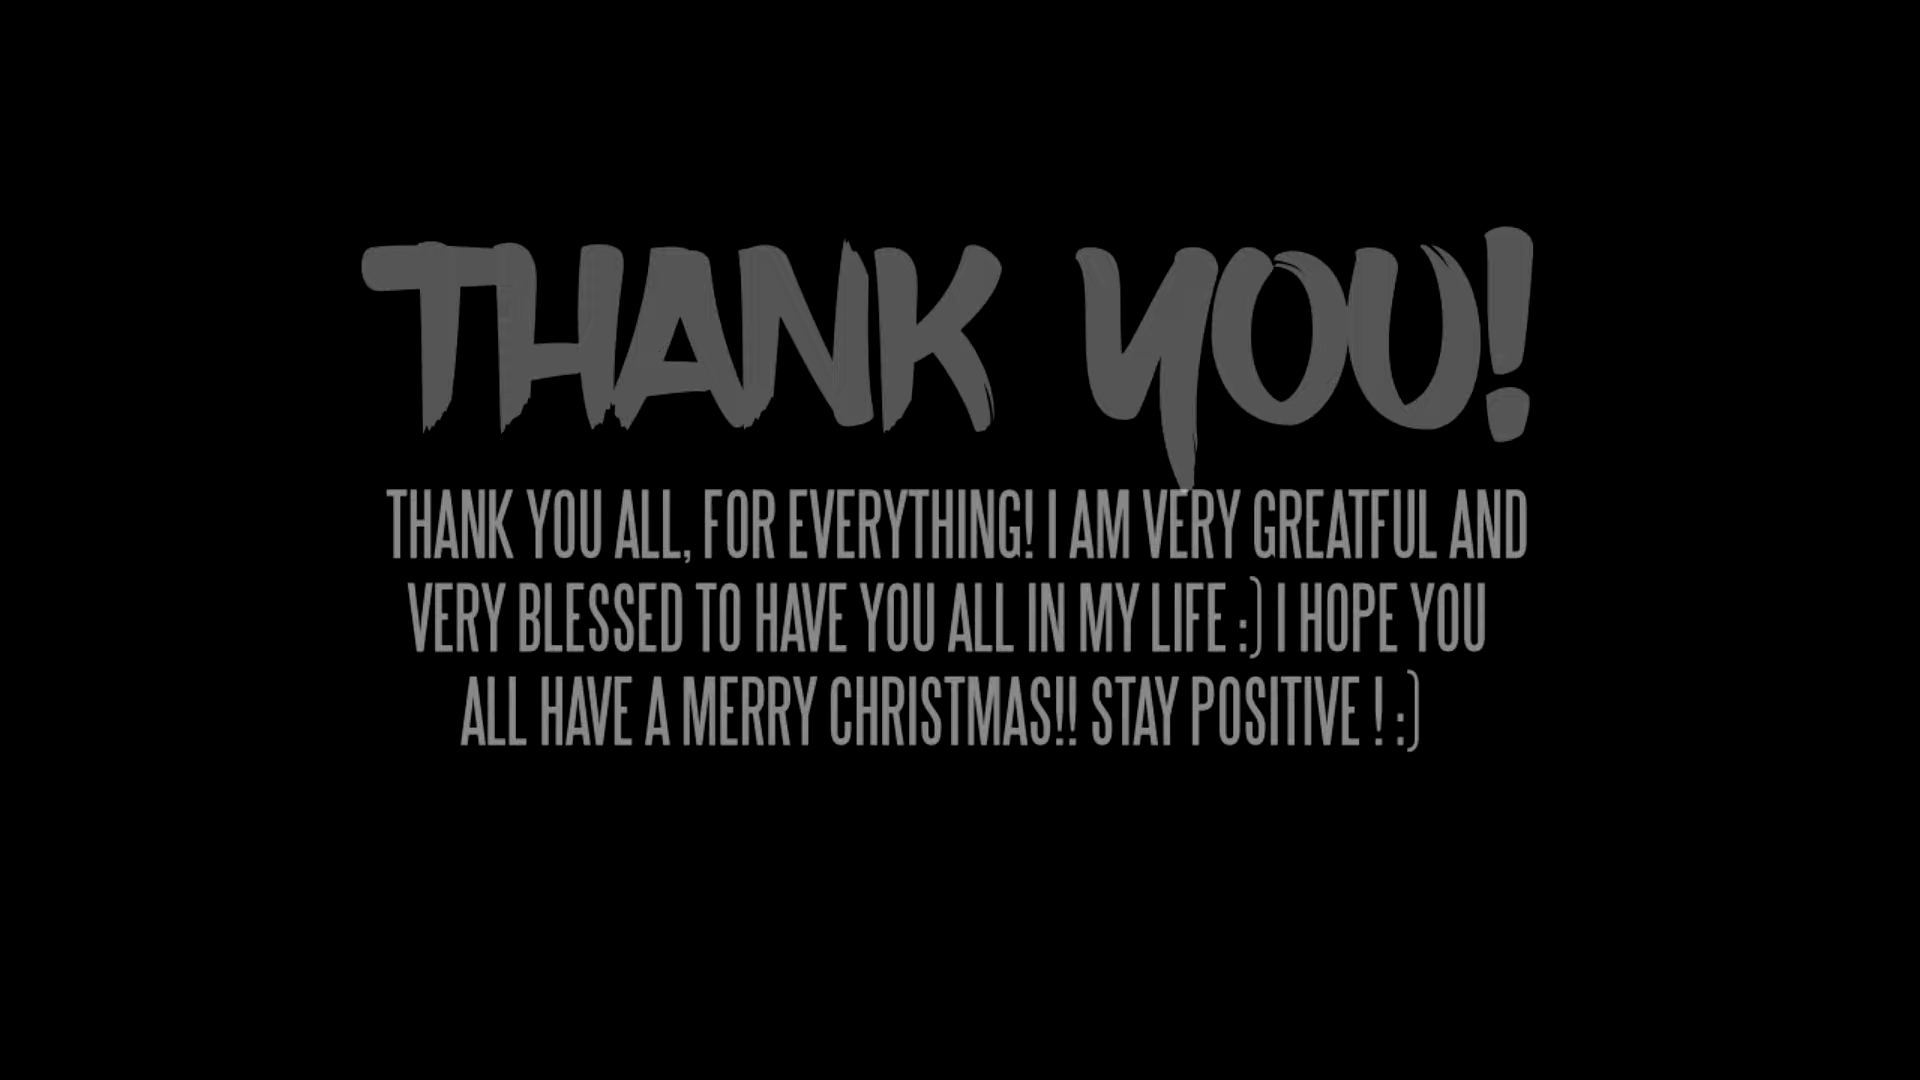 THANK YOU!
THANK YOU ALL, FOR EVERYTHING! I AM VERY GREATFUL AND
VERY BLESSED TO HAVE YOU ALL IN MY LIFE :) I HOPE YOU
ALL HAVE A MERRY CHRISTMAS!! STAY POSITIVE ! :)